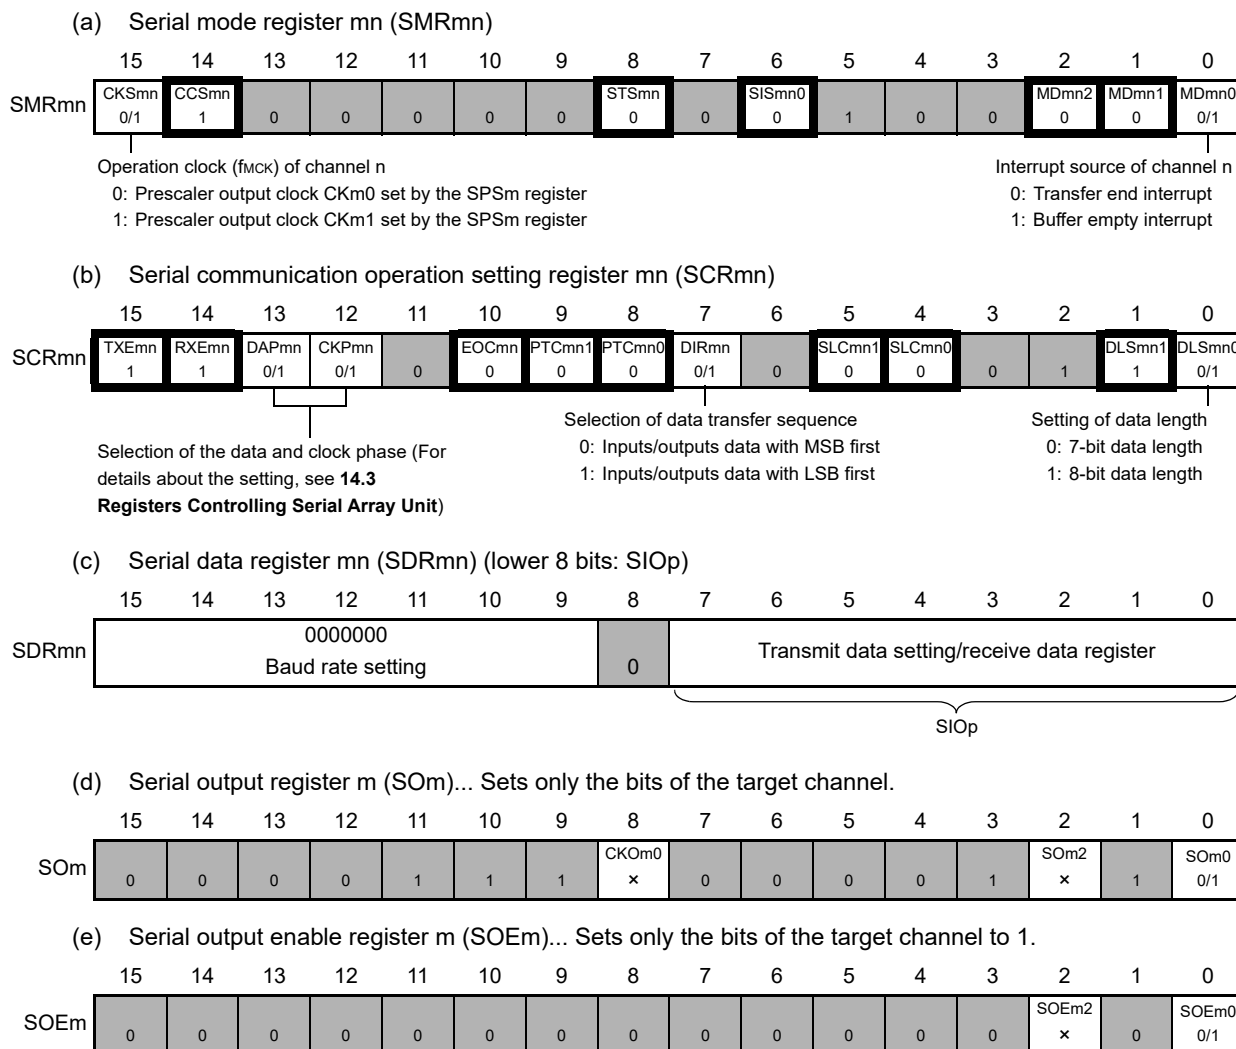 (a) Serial mode register mn (SMRmn)
15 14 13 12 11 10 9 8 7 6 5 4 3 2 1 0
SMRmn CKSmn CCSmn STSmn SISmn0 MDmn2 MDmn1 MDmn0
0/1 1 0 0 0 0 0 0 0 0 1 0 0 0 0 0/1
Operation clock (fMCK) of channel n
0: Prescaler output clock CKm0 set by the SPSm register
1: Prescaler output clock CKm1 set by the SPSm register
Interrupt source of channel n
0: Transfer end interrupt
1: Buffer empty interrupt
(b) Serial communication operation setting register mn (SCRmn)
15 14 13 12 11 10 9 8 7 6 5 4 3 2 1 0
SCRmn TXEmn RXEmn DAPmn CKPmn EOCmn PTCmn1 PTCmn0 DIRmn SLCmn1 SLCmn0 DLSmn1 DLSmn0
1 1 0/1 0/1 0 0 0 0 0/1 0 0 0 0 1 1 0/1
Selection of the data and clock phase (For
details about the setting, see 14.3
Registers Controlling Serial Array Unit)
Selection of data transfer sequence
0: Inputs/outputs data with MSB first
1: Inputs/outputs data with LSB first
Setting of data length
0: 7-bit data length
1: 8-bit data length
(c) Serial data register mn (SDRmn) (lower 8 bits: SIOp)
15 14 13 12 11 10 9 8 7 6 5 4 3 2 1 0
SDRmn
0000000
Baud rate setting
0
Transmit data setting/receive data register
SIOp
(d) Serial output register m (SOm)... Sets only the bits of the target channel.
15 14 13 12 11 10 9 8 7 6 5 4 3 2 1 0
SOm CKOm0 SOm2 SOm0
0 0 0 0 1 1 1 × 0 0 0 0 1 × 1 0/1
(e) Serial output enable register m (SOEm)... Sets only the bits of the target channel to 1.
15 14 13 12 11 10 9 8 7 6 5 4 3 2 1 0
SOEm SOEm2 SOEm0
0 0 0 0 0 0 0 0 0 0 0 0 0 × 0 0/1